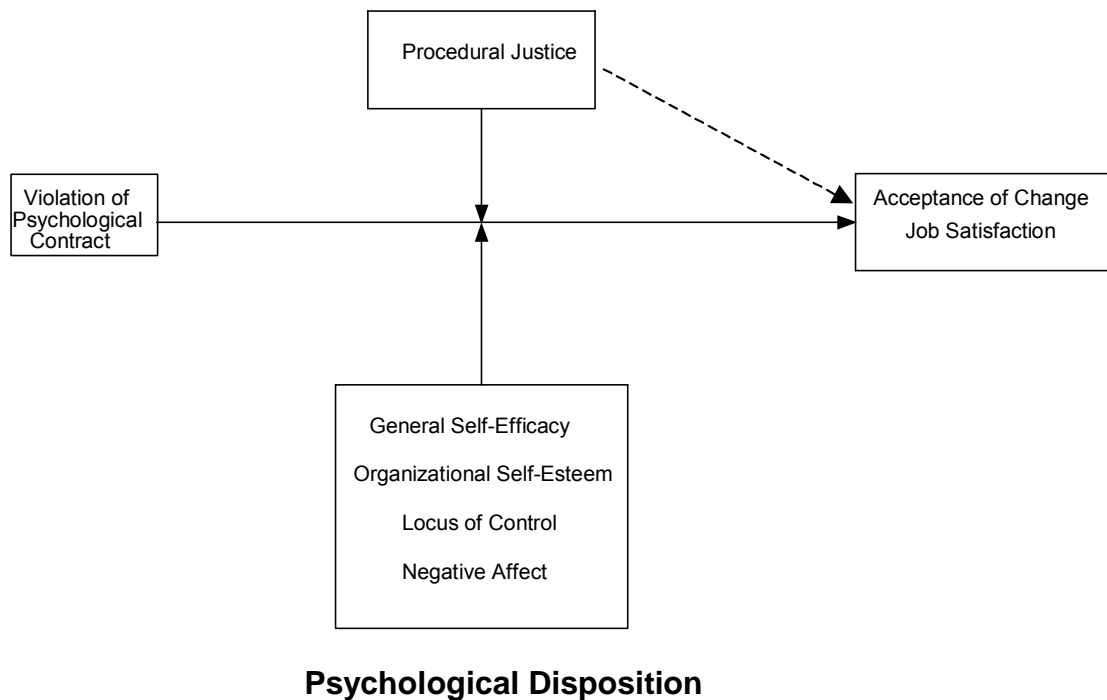 Procedural Justice
Violation of
Psychological
Contract
Acceptance of Change
Job Satisfaction
General Self-Efficacy
Organizational Self-Esteem
Locus of Control
Negative Affect
Psychological Disposition